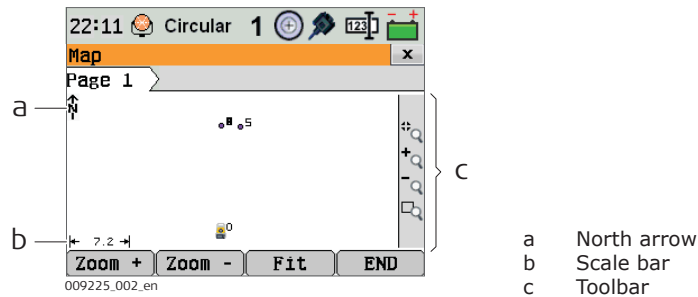 22:11 Circular 1 123
Map x
Page 1
a
N
5
c
0
b
7.2
Zoom + Zoom - Fit END
009225_002_en
a North arrow
b Scale bar
c Toolbar